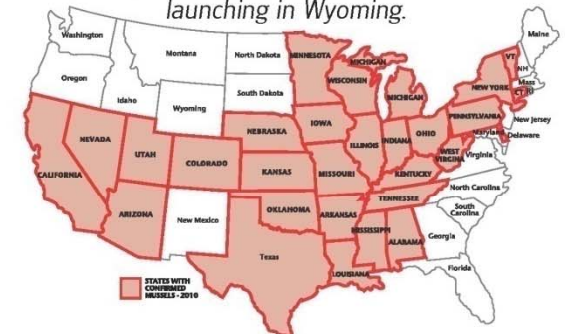 launching in Wyoming.
Washington
Montana
North Dakota
MINNESOTA
MICHIGAN
Maine
Oregon
Idaho
Wyoming
South Dakota
WISCONSIN
MICHIGAN
NEW YORK
VT
NH
Mass
CT
RI
NEVADA
UTAH
COLORADO
NEBRASKA
IOWA
ILLINOIS
INDIANA
OHIO
PENNSYLVANIA
New Jersey
Maryland
Delaware
CALIFORNIA
KANSAS
MISSOURI
KENTUCKY
WEST
VIRGINIA
Virginia
ARIZONA
New Mexico
OKLAHOMA
ARKANSAS
TENNESSEE
North Carolina
South
Carolina
Texas
LOUISIANA
MISSISSIPPI
ALABAMA
Georgia
Florida
STATES WITH
CONFIRMED
MUSSELS - 2010